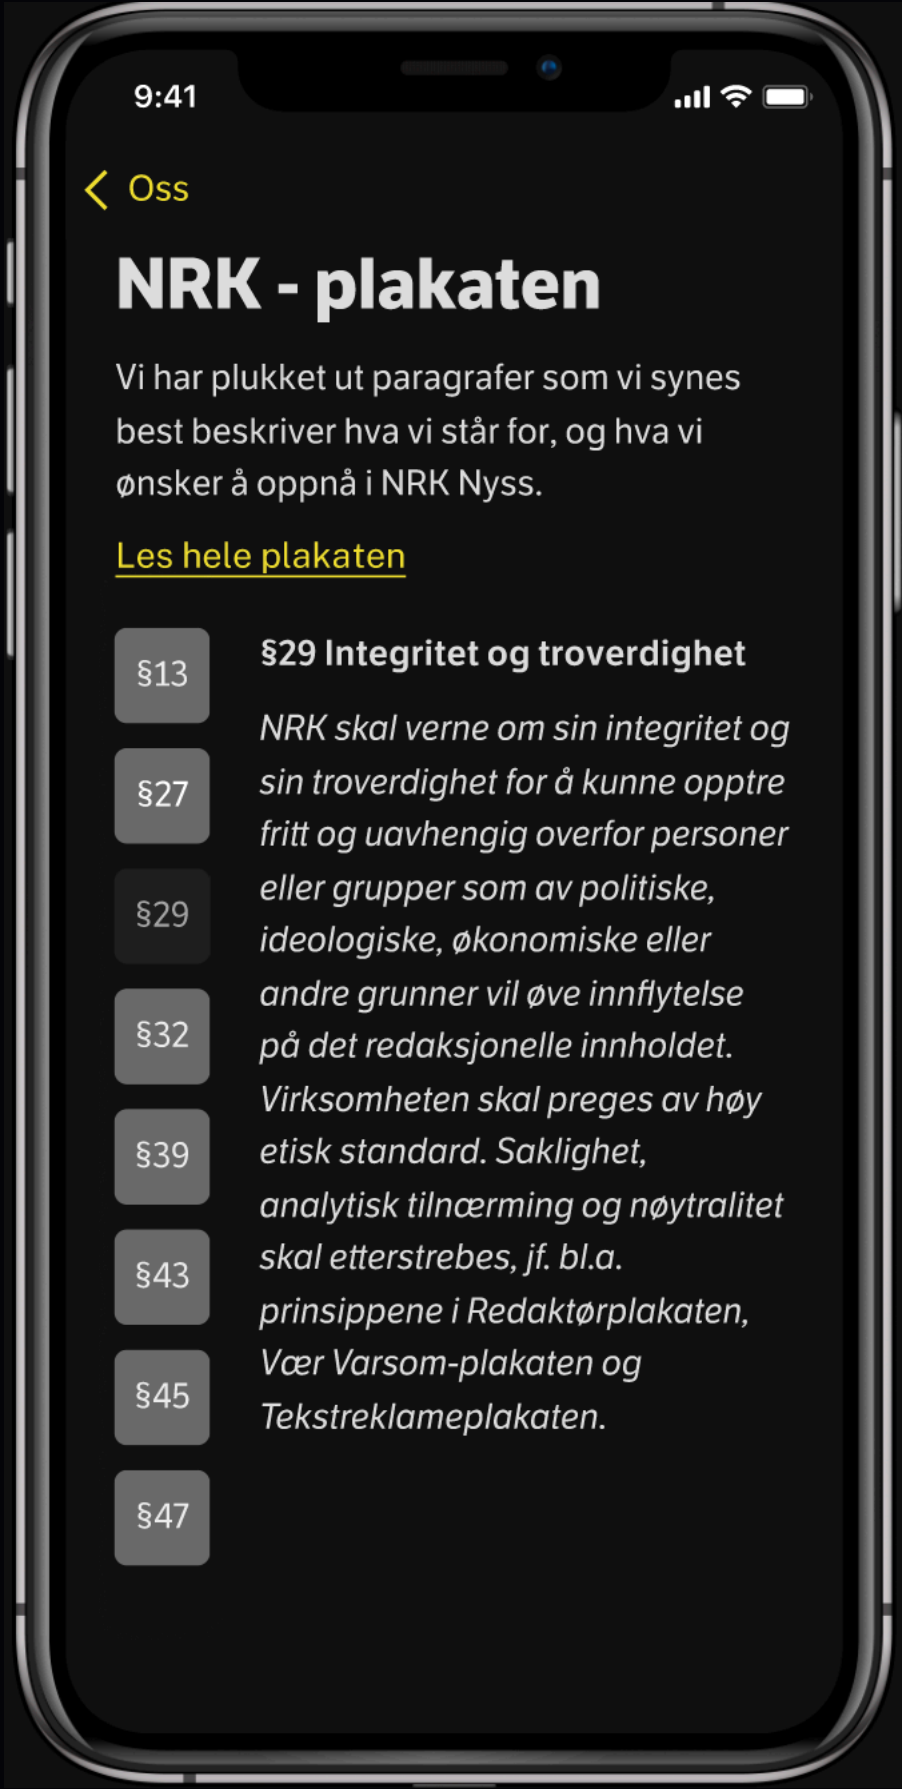 9:41
Oss
NRK - plakaten
Vi har plukket ut paragrafer som vi synes
best beskriver hva vi står for, og hva vi
ønsker å oppnå i NRK Nyss.
Les hele plakaten
§13
§27
§29
§32
§39
§43
§45
§47
§29 Integritet og troverdighet
NRK skal verne om sin integritet og
sin troverdighet for å kunne opptre
fritt og uavhengig overfor personer
eller grupper som av politiske,
ideologiske, økonomiske eller
andre grunner vil øve innflytelse
på det redaksjonelle innholdet.
Virksomheten skal preges av høy
etisk standard. Saklighet,
analytisk tilnærming og nøytralitet
skal etterstrebes, jf. bl.a.
prinsippene i Redaktørplakaten,
Vær Varsom-plakaten og
Tekstreklameplakaten.